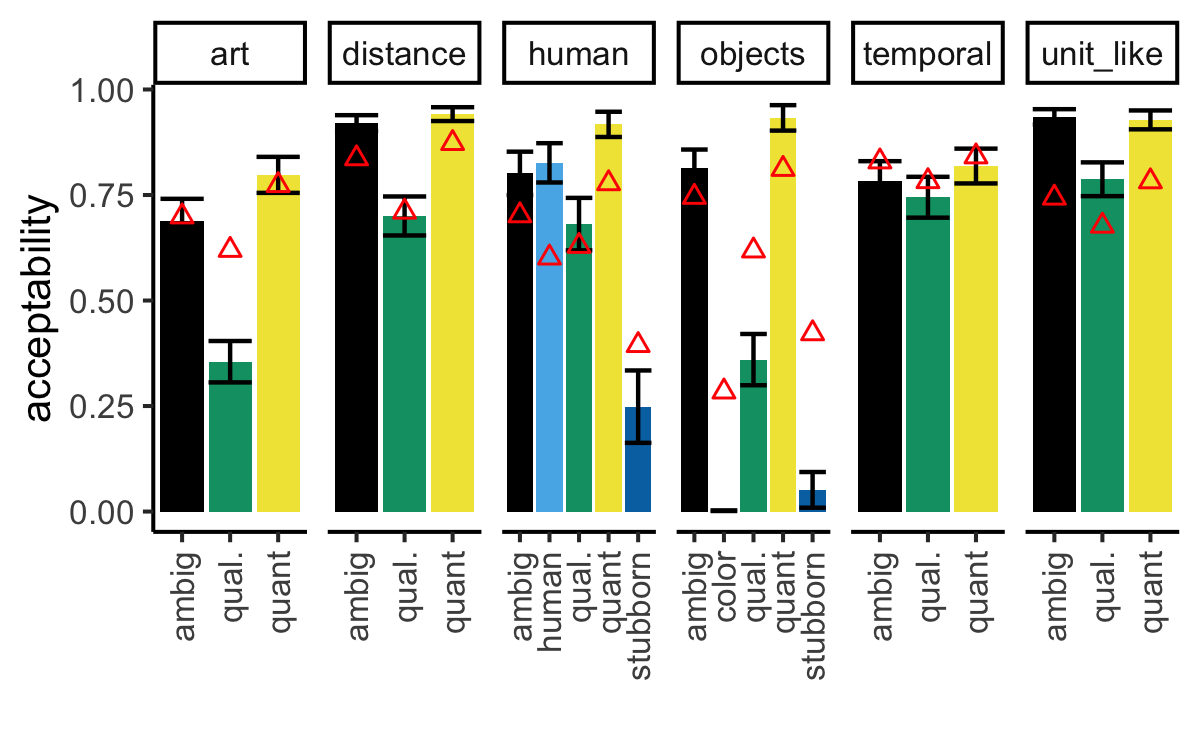 art distance human objects temporal unit_like
acceptability
1.00
0.75
0.50
0.25
0.00
ambig qual. quant
ambig qual. quant
ambig human qual. quant stubborn
ambig color qual. quant stubborn
ambig qual. quant
ambig qual. quant